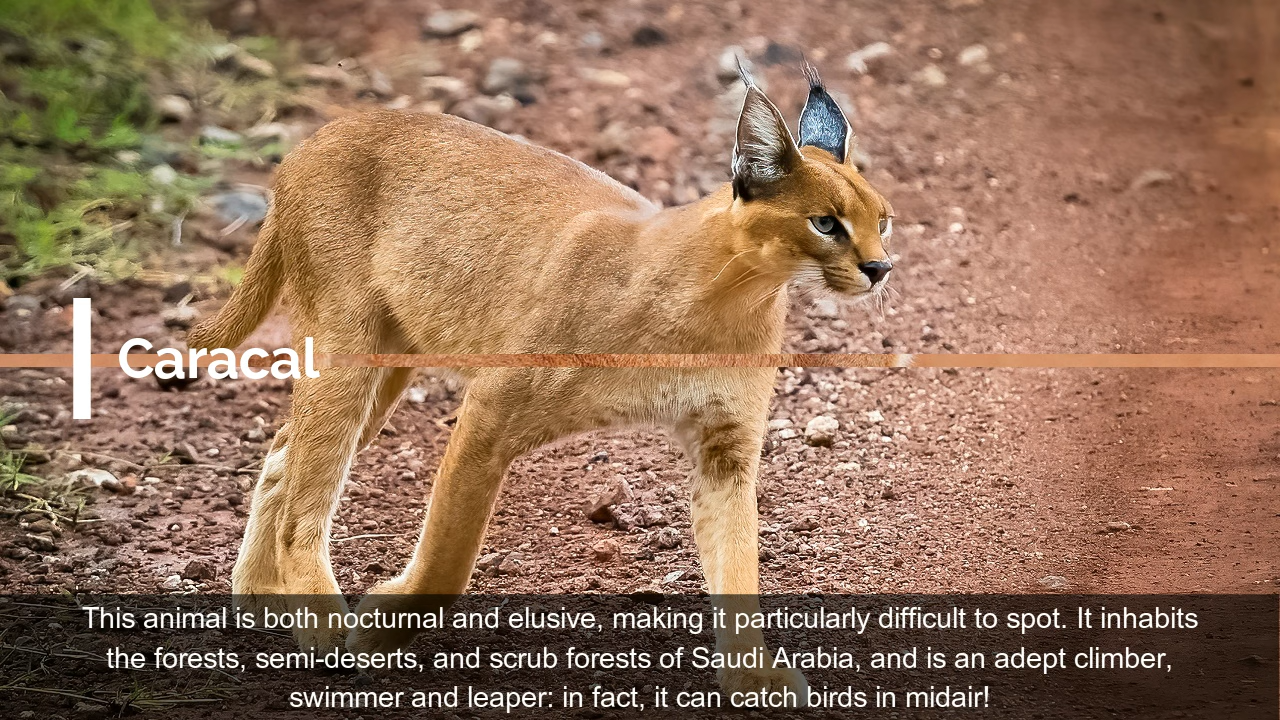 Caracal
This animal is both nocturnal and elusive, making it particularly difficult to spot. It inhabits
the forests, semi-deserts, and scrub forests of Saudi Arabia, and is an adept climber,
swimmer and leaper: in fact, it can catch birds in midair!